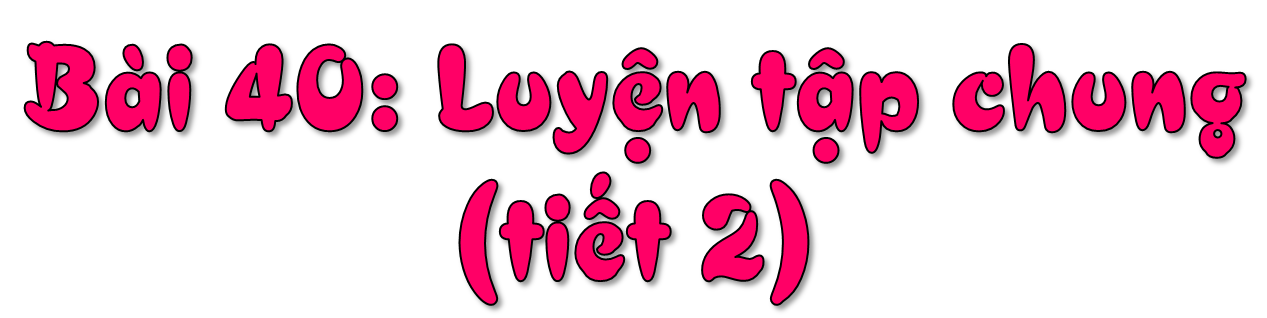 Bài 40: Luyện tập chung
(tiết 2)